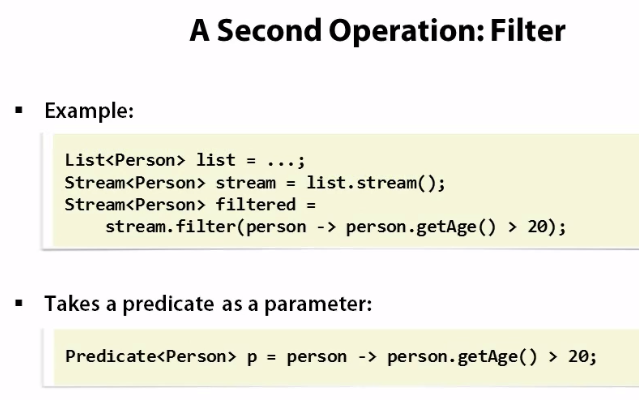 A Second Operation: Filter
▪ Example:
List<Person> list = ...;
Stream<Person> stream = list.stream();
Stream<Person> filtered =
    stream.filter(person -> person.getAge() > 20);
▪ Takes a predicate as a parameter:
Predicate<Person> p = person -> person.getAge() > 20;